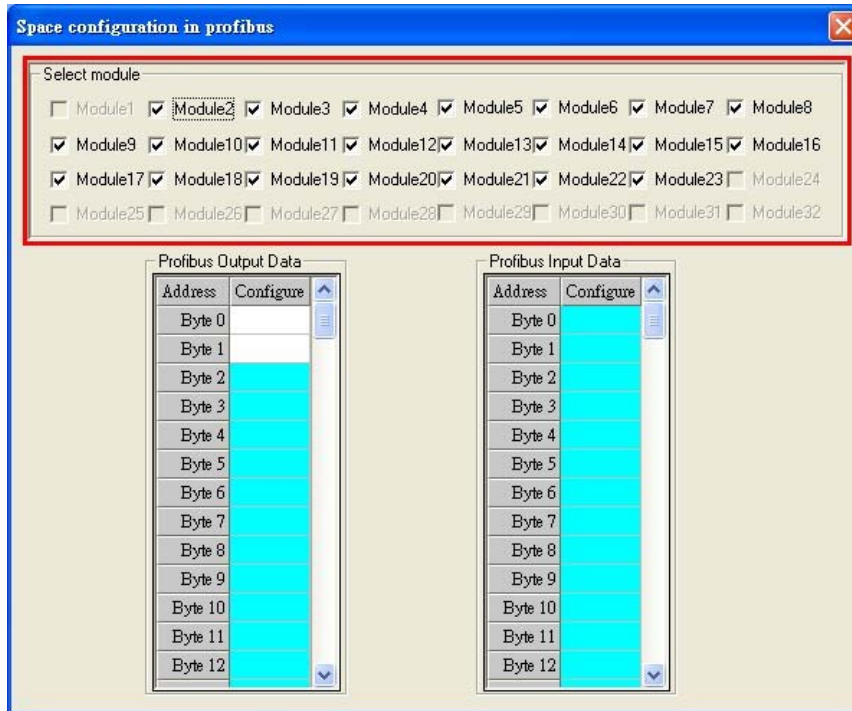 Space configuration in profibus
Select module
Module1 Module2 Module3 Module4 Module5 Module6 Module7 Module8
Module9 Module10 Module11 Module12 Module13 Module14 Module15 Module16
Module17 Module18 Module19 Module20 Module21 Module22 Module23 Module24
Module25 Module26 Module27 Module28 Module29 Module30 Module31 Module32
Profibus Output Data
Address Configure
Byte 0
Byte 1
Byte 2
Byte 3
Byte 4
Byte 5
Byte 6
Byte 7
Byte 8
Byte 9
Byte 10
Byte 11
Byte 12
Profibus Input Data
Address Configure
Byte 0
Byte 1
Byte 2
Byte 3
Byte 4
Byte 5
Byte 6
Byte 7
Byte 8
Byte 9
Byte 10
Byte 11
Byte 12